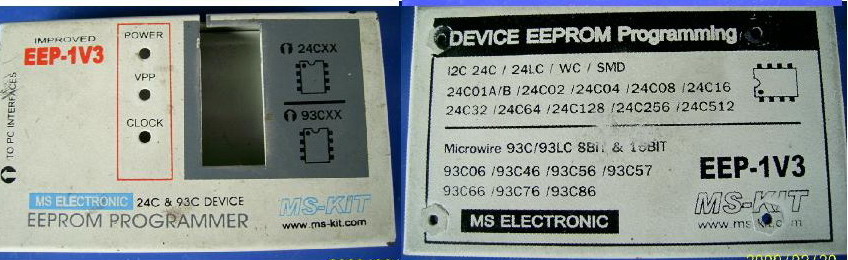 IMPROVED
EEP-1V3
POWER
VPP
CLOCK
TO PC INTERFACES
24CXX
93CXX
MS ELECTRONIC 24C & 93C DEVICE
EEPROM PROGRAMMER
MS-KIT
www.ms-kit.com
DEVICE EEPROM Programming
I2C 24C / 24LC / WC / SMD
24C01A/B /24C02 /24C04 /24C08 /24C16
24C32 /24C64 /24C128 /24C256 /24C512
Microwire 93C/93LC 8BIT & 16BIT
93C06 /93C46 /93C56 /93C57
93C66 /93C76 /93C86
EEP-1V3
MS-KIT
MS ELECTRONIC
www.ms-kit.com